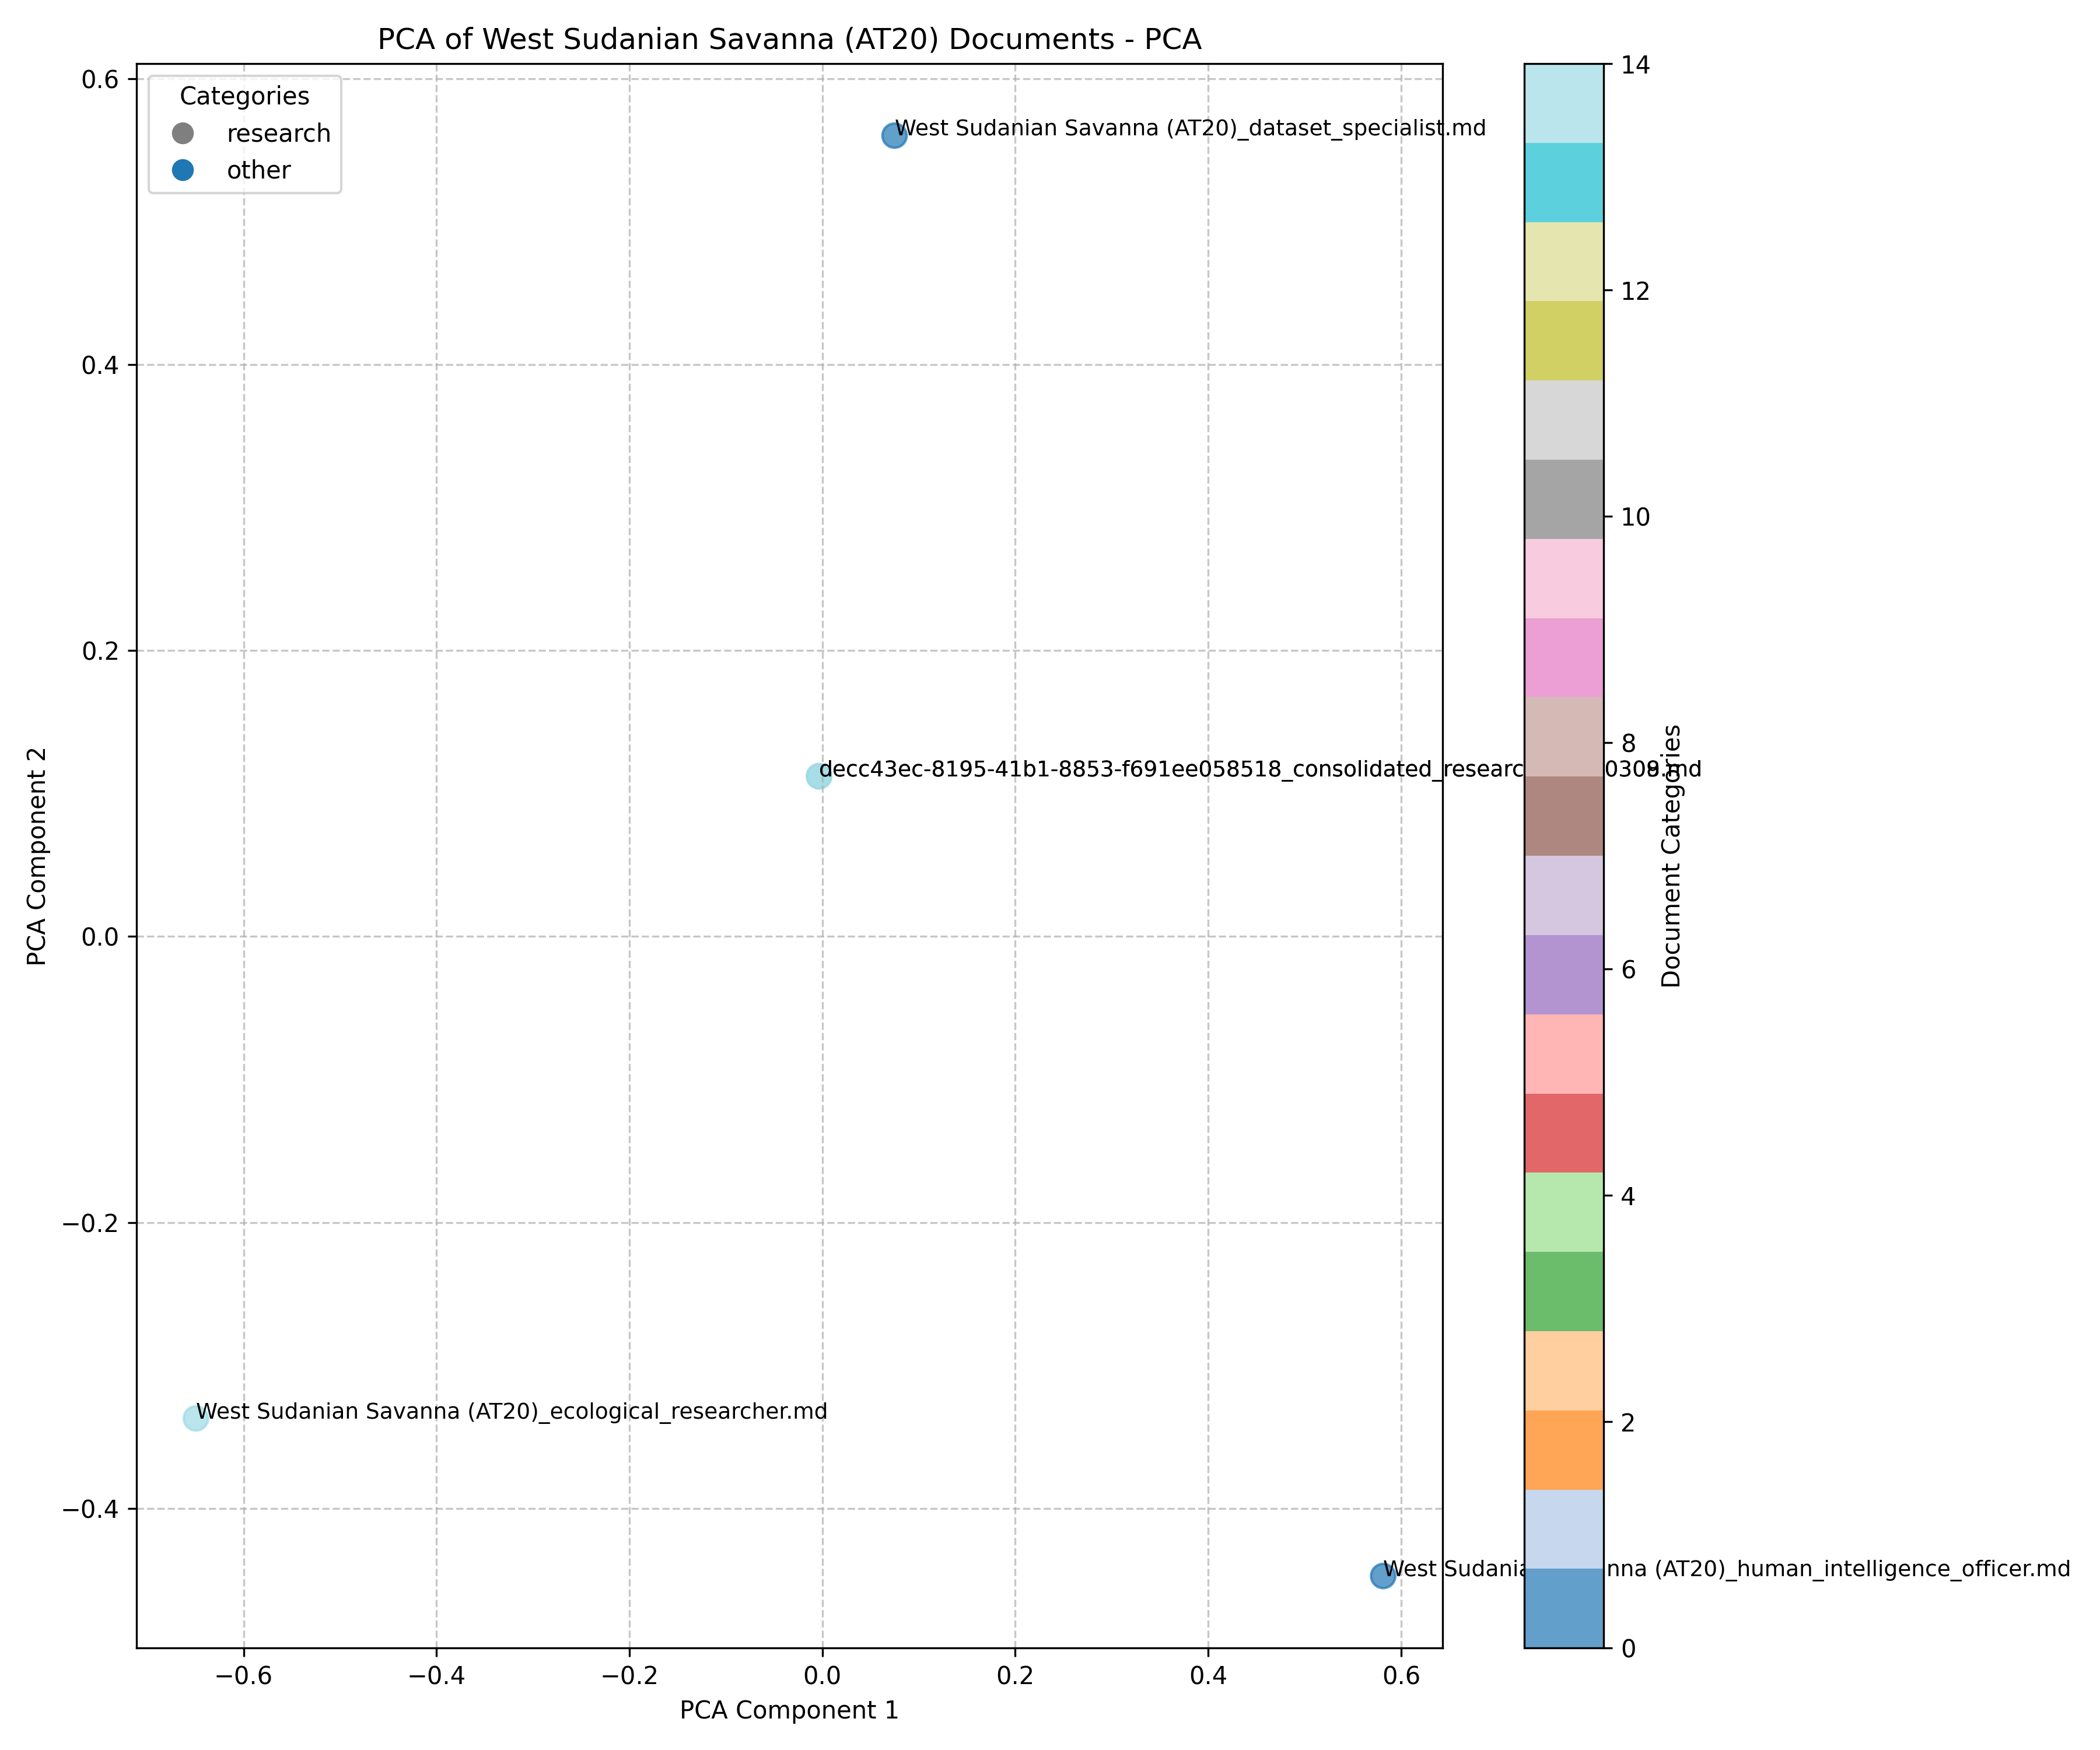 PCA of West Sudanian Savanna (AT20) Documents - PCA
Categories
research
other
West Sudanian Savanna (AT20)_dataset_specialist.md
decc43ec-8195-41b1-8853-f691ee058518_consolidated_researc
.md
West Sudanian Savanna (AT20)_ecological_researcher.md
West Sudania
nna (AT20)_human_intelligence_officer.md
0.6
0.4
0.2
0.0
−0.2
−0.4
PCA Component 2
−0.6
−0.4
−0.2
0.0
0.2
0.4
0.6
PCA Component 1
14
12
10
8
6
4
2
0
Document Categories